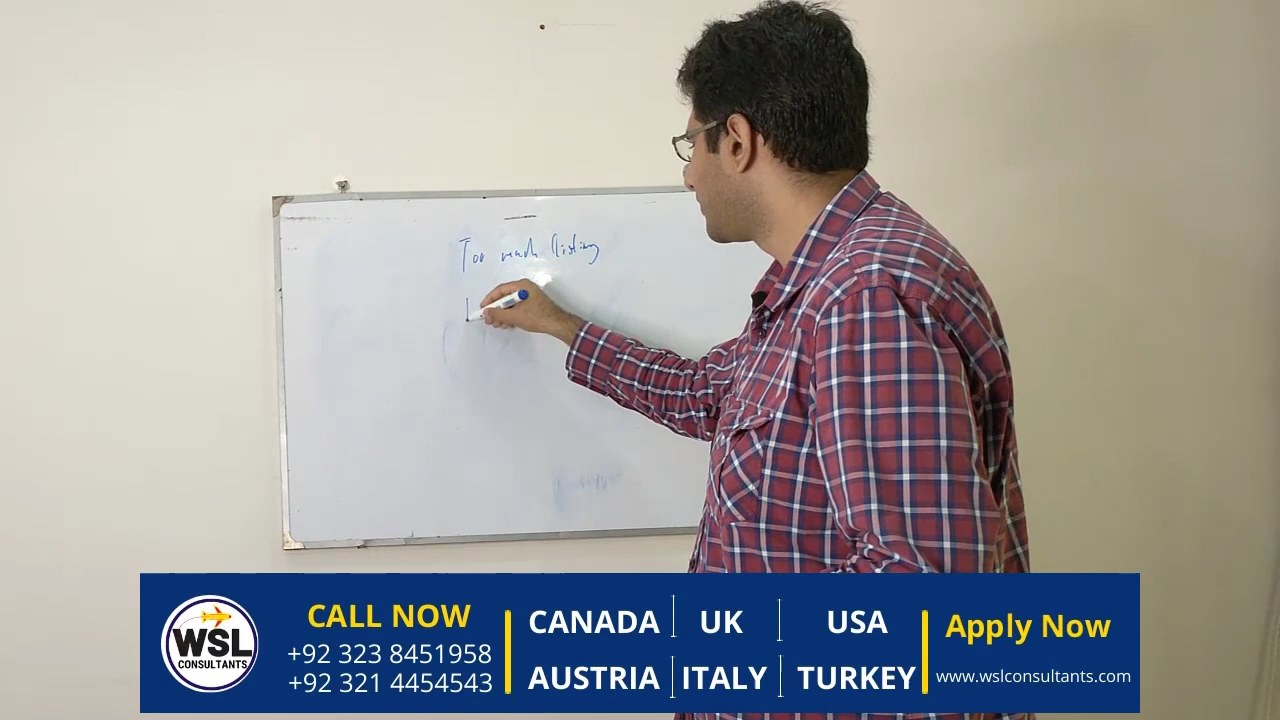 Too much listing
WSL
CONSULTANTS
CALL NOW
+92 323 8451958
+92 321 4454543
CANADA UK USA
AUSTRIA ITALY TURKEY
Apply Now
www.wslconsultants.com